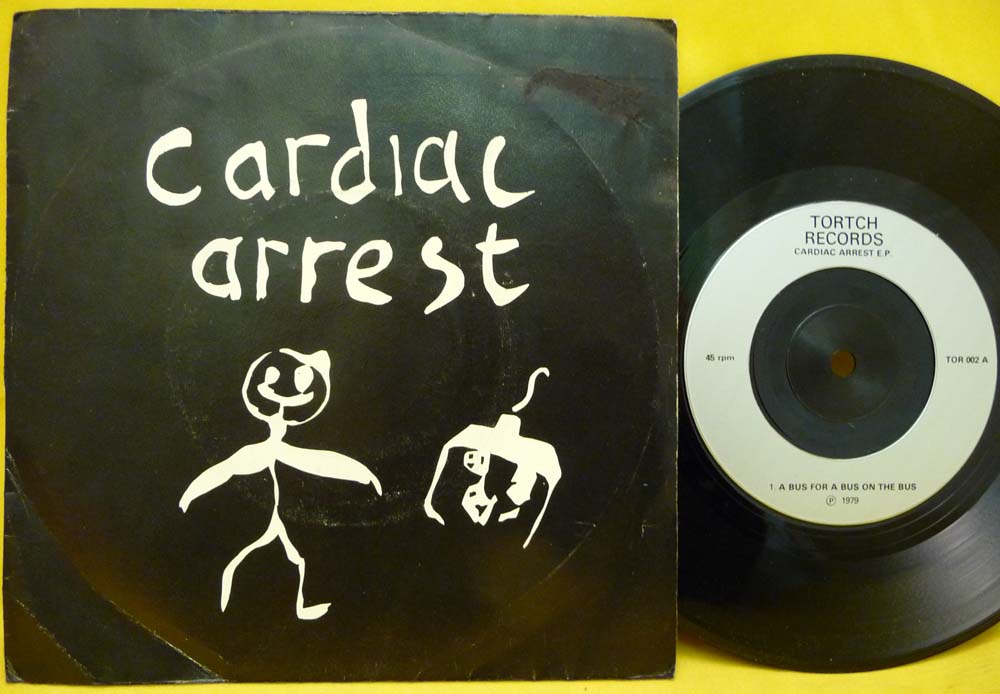 cardiac
arrest
TORTCH
RECORDS
CARDIAC ARREST E.P.
45 rpm
TOR 002 A
1. A BUS FOR A BUS ON THE BUS
Ⓟ 1979